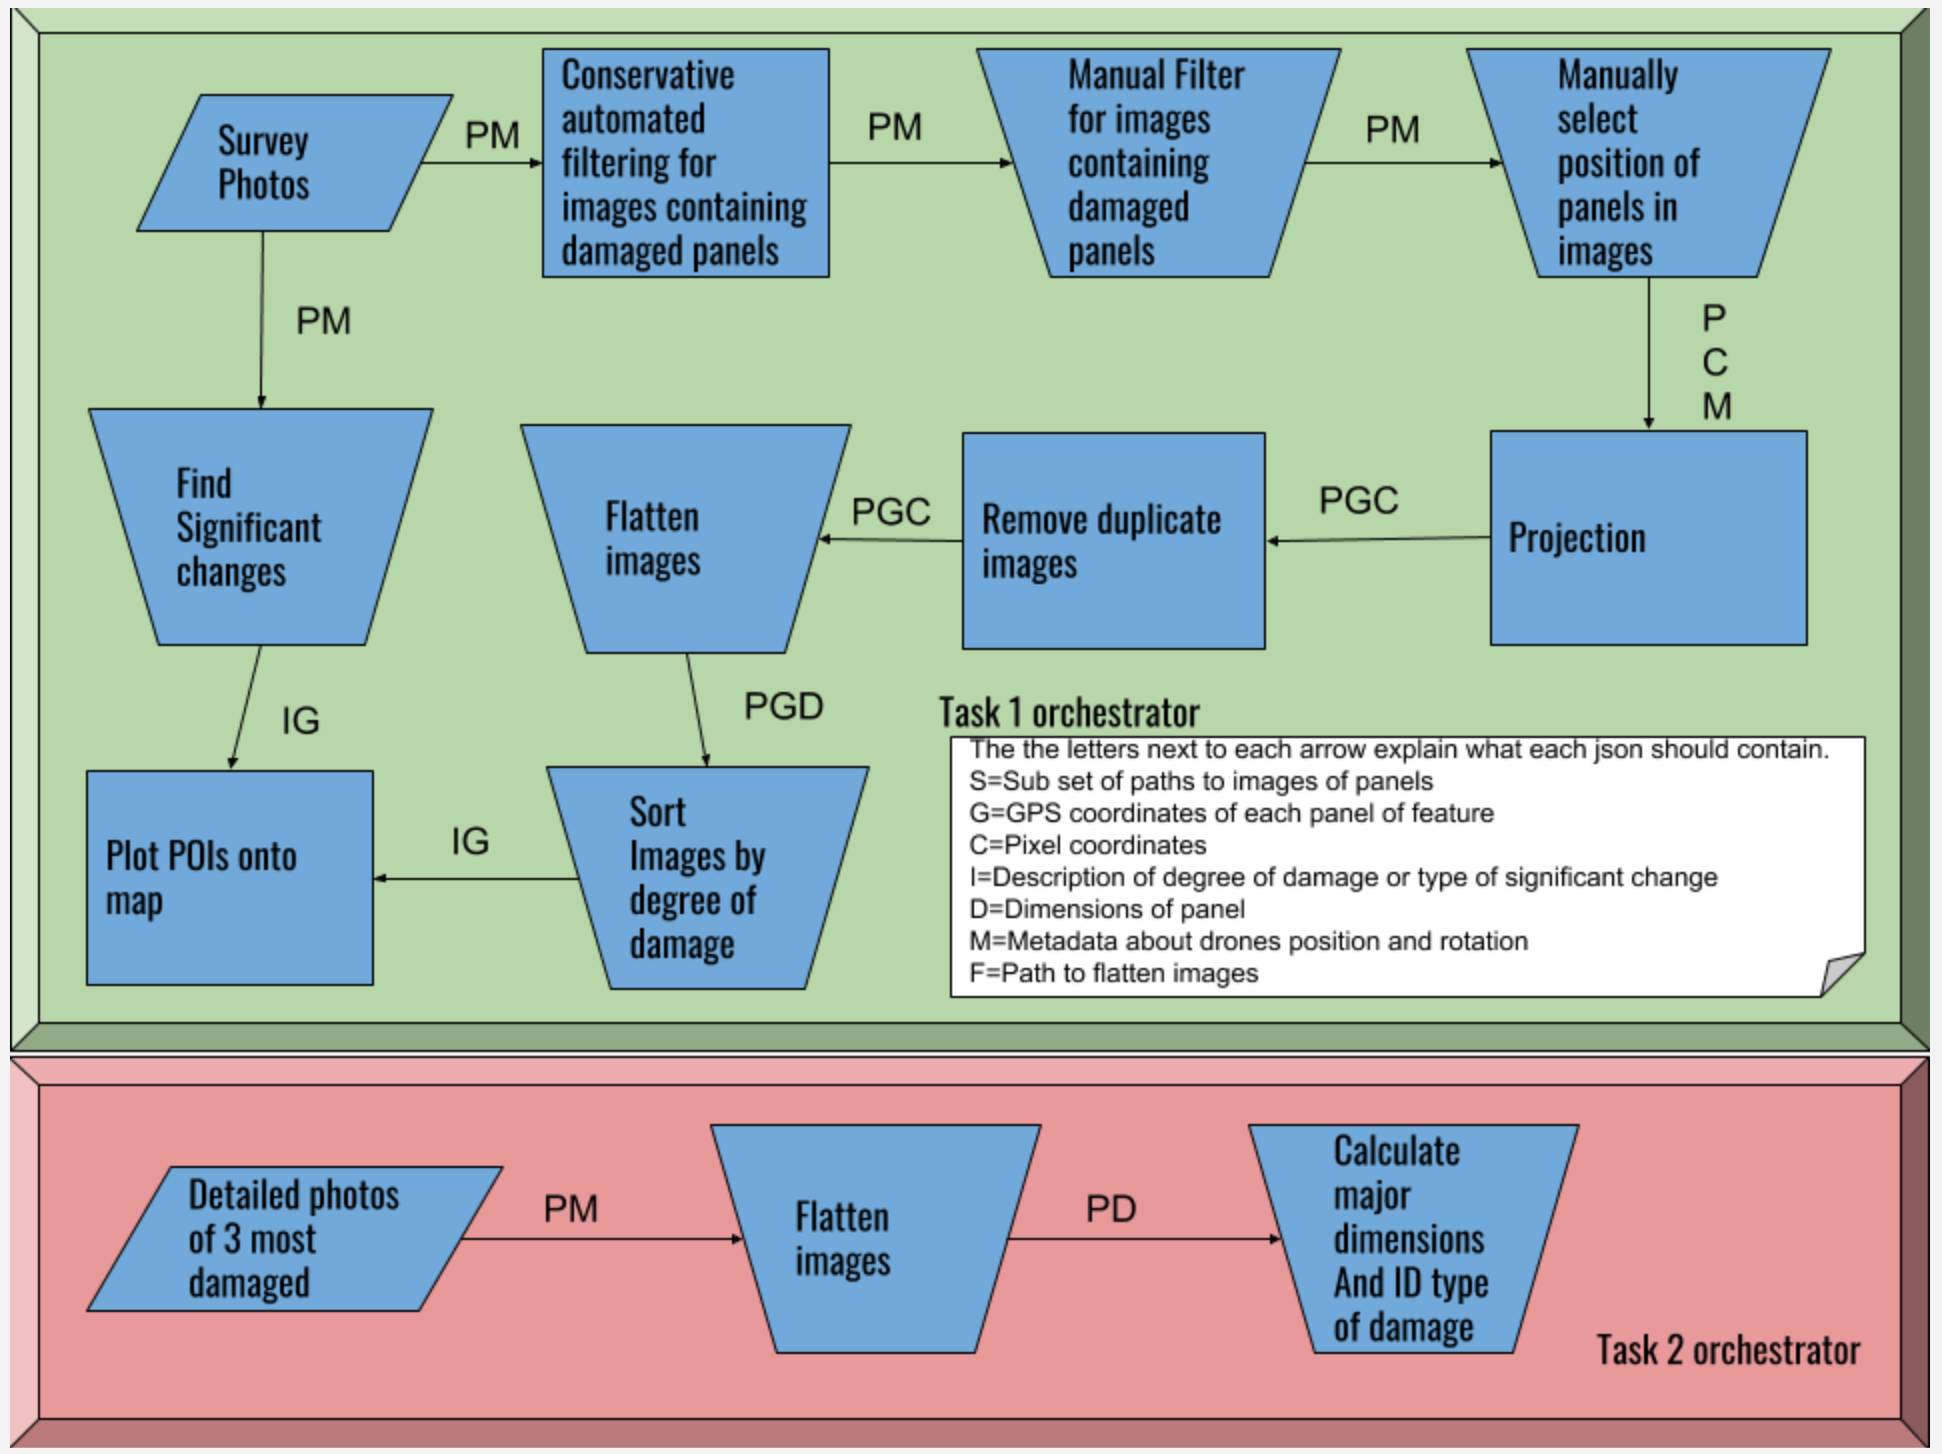 Survey
Photos
PM
Conservative
automated
filtering for
images containing
damaged panels
PM
Manual Filter
for images
containing
damaged
panels
PM
Manually
select
position of
panels in
images
PM
P
C
M
Find
Significant
changes
Flatten
images
PGC
Remove duplicate
images
PGC
Projection
IG
PGD
Plot POIs onto
map
IG
Sort
Images by
degree of
damage
Task 1 orchestrator
The the letters next to each arrow explain what each json should contain.
S=Sub set of paths to images of panels
G=GPS coordinates of each panel of feature
C=Pixel coordinates
I=Description of degree of damage or type of significant change
D=Dimensions of panel
M=Metadata about drones position and rotation
F=Path to flatten images
Detailed photos
of 3 most
damaged
PM
Flatten
images
PD
Calculate
major
dimensions
And ID type
of damage
Task 2 orchestrator